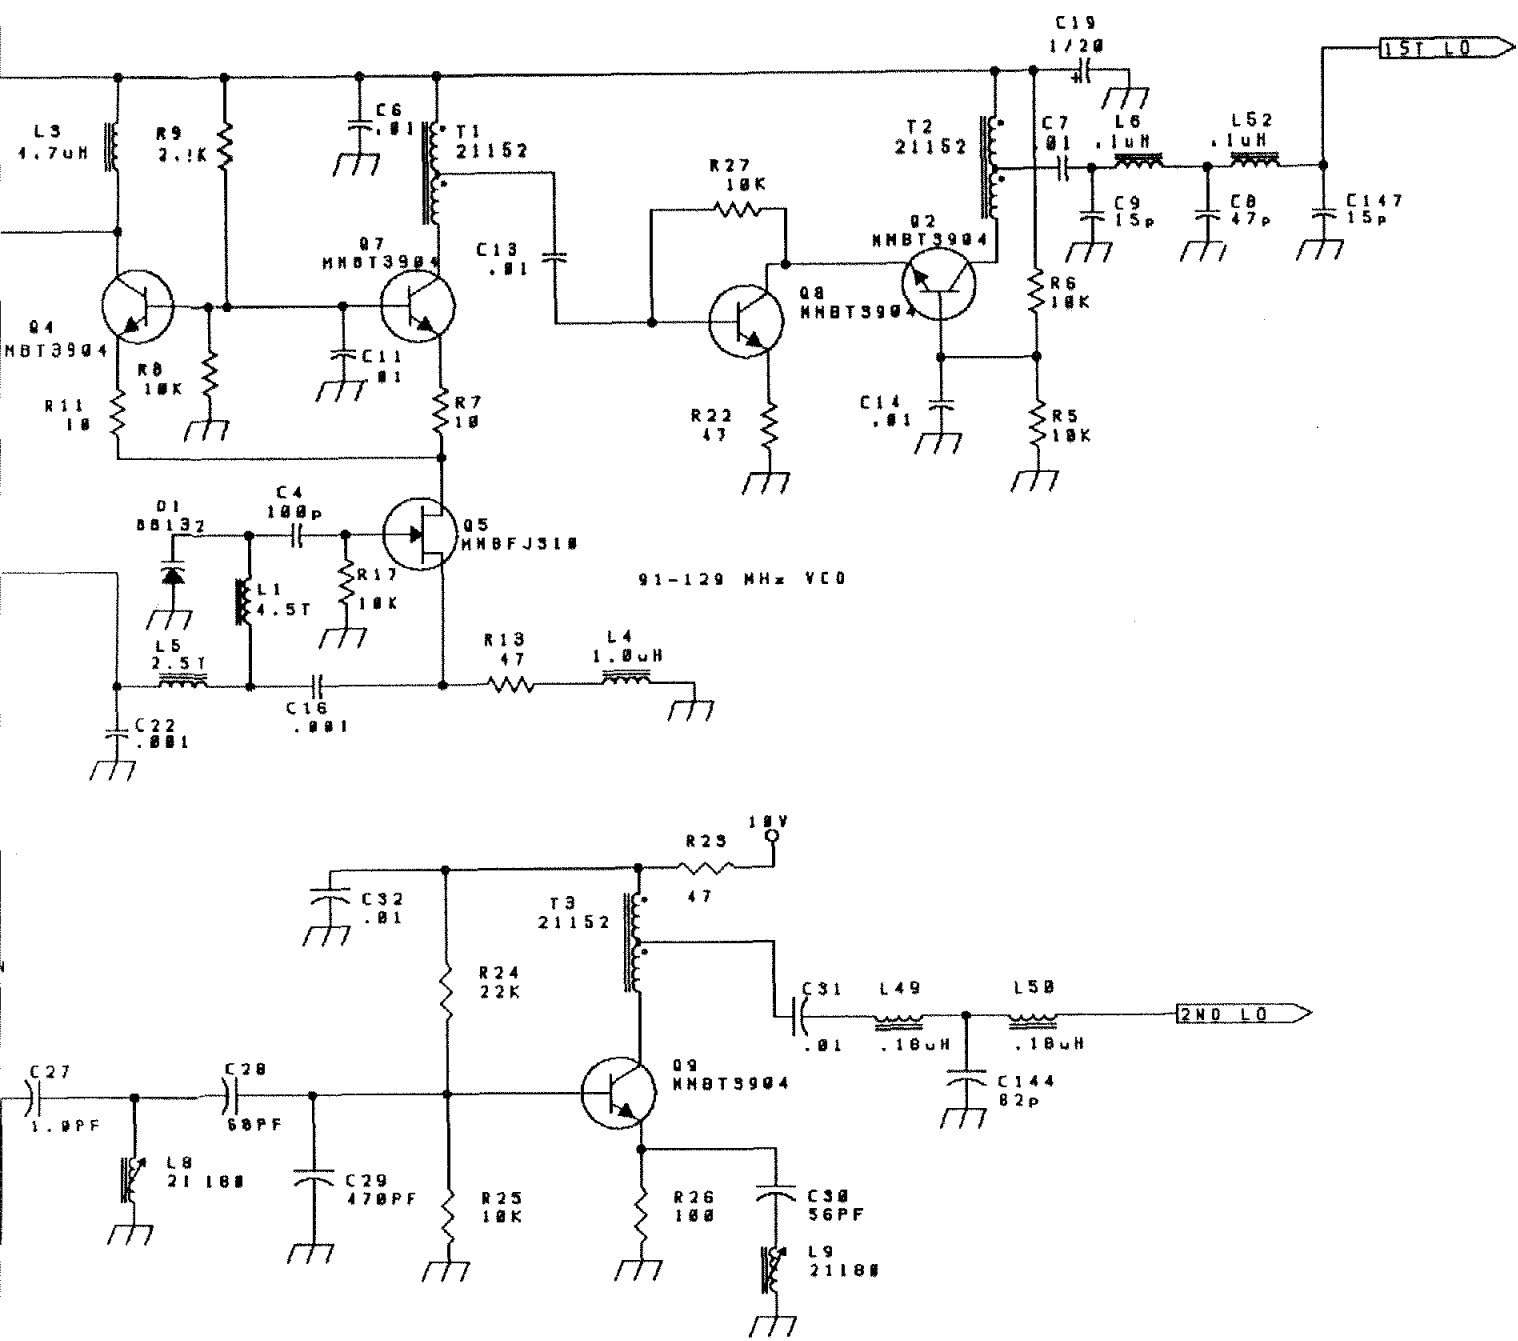 C19
1/20
1ST LO
L3
4.7uH
R9
2.1K
C6
.01
T1
21152
R27
10K
T2
21152
C7
.01
L6
.1uH
L52
.1uH
C9
15p
C8
47p
C147
15p
Q7
MMBT3904
C13
.01
Q2
MMBT3904
Q8
MMBT3904
R6
10K
Q4
MBT3904
R8
10K
C11
.01
R11
10
R7
10
R22
47
C14
.01
R5
10K
D1
BB132
C4
100p
Q5
MMBFJ310
L1
4.5T
R17
10K
91-129 MHz VCO
L5
2.5T
R13
47
L4
1.0uH
C16
.001
C22
.001
10V
R23
47
C32
.01
T3
21152
R24
22K
C31
.01
L49
.18uH
L50
.18uH
2ND LO
C27
1.0PF
C28
68PF
Q9
MMBT3904
C144
82p
L8
21180
C29
470PF
R25
10K
R26
100
C30
56PF
L9
21180